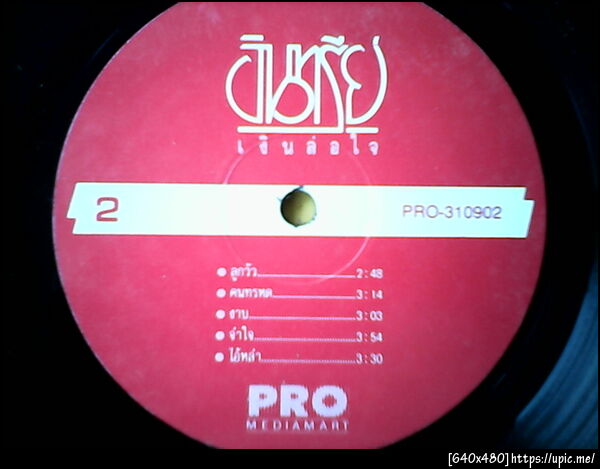 อินทรีย์
เงินล่อใจ
2
PRO-310902
ลูกวัว 2:48
คนทรหด 3:14
งาบ 3:03
จำใจ 3:54
ไอ้หล่า 3:30
PRO
MEDIAMART
[640x480]https://upic.me/